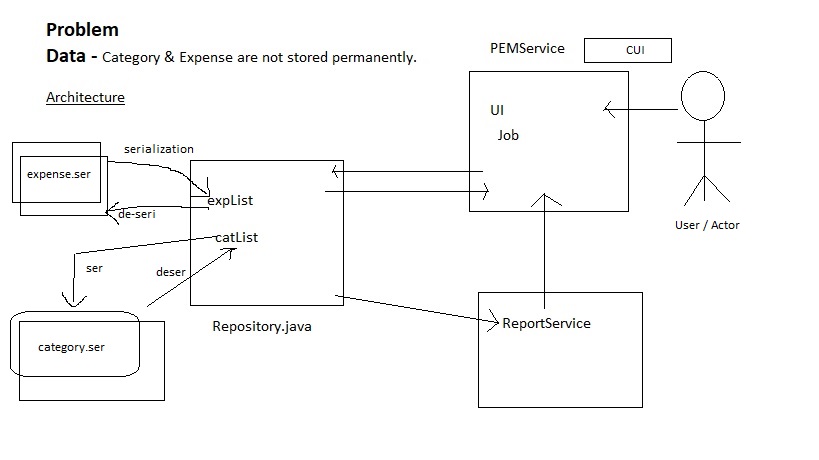 Problem
Data - Category & Expense are not stored permanently.
Architecture
PEMService
CUI
UI
Job
User / Actor
serialization
expense.ser
de-seri
expList
catList
ser
deser
category.ser
Repository.java
ReportService